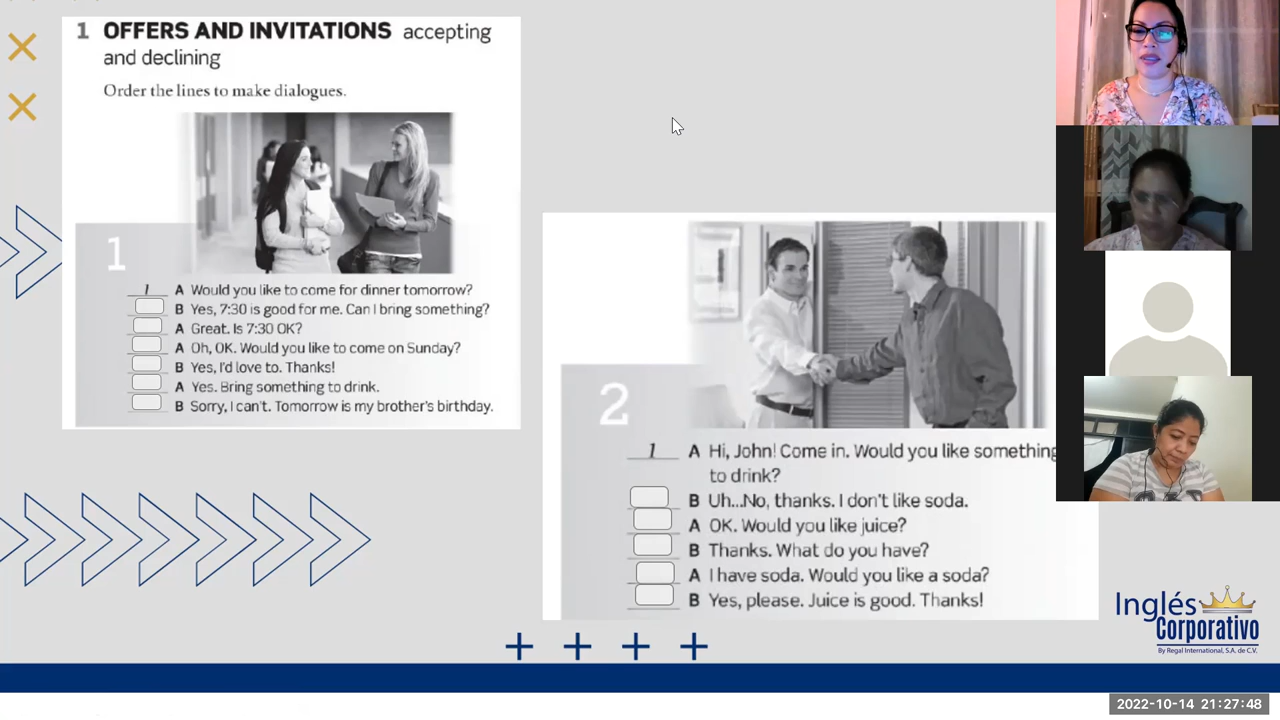 1 OFFERS AND INVITATIONS accepting
and declining
Order the lines to make dialogues.
1
1 A Would you like to come for dinner tomorrow?
B Yes, 7:30 is good for me. Can I bring something?
A Great. Is 7:30 OK?
A Oh, OK. Would you like to come on Sunday?
B Yes, I'd love to. Thanks!
A Yes. Bring something to drink.
B Sorry, I can't. Tomorrow is my brother's birthday.
2
1 A Hi, John! Come in. Would you like something
to drink?
B Uh...No, thanks. I don't like soda.
A OK. Would you like juice?
B Thanks. What do you have?
A I have soda. Would you like a soda?
B Yes, please. Juice is good. Thanks!
Inglés
Corporativo
By Regal International, S.A. de C.V.
2022-10-14 21:27:48